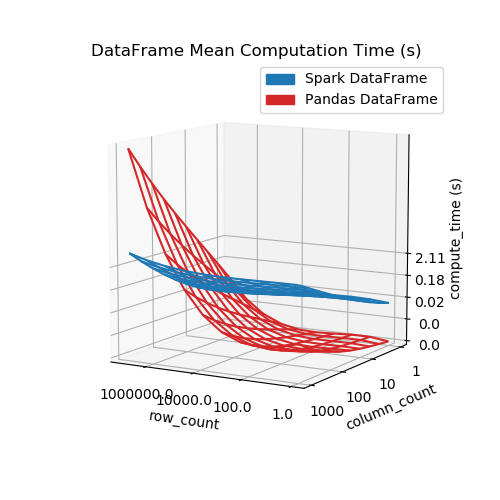 DataFrame Mean Computation Time (s)
Spark DataFrame
Pandas DataFrame
compute_time (s)
2.11
0.18
0.02
0.0
0.0
1000000.0
10000.0
100.0
1.0
row_count
1000
100
10
1
column_count